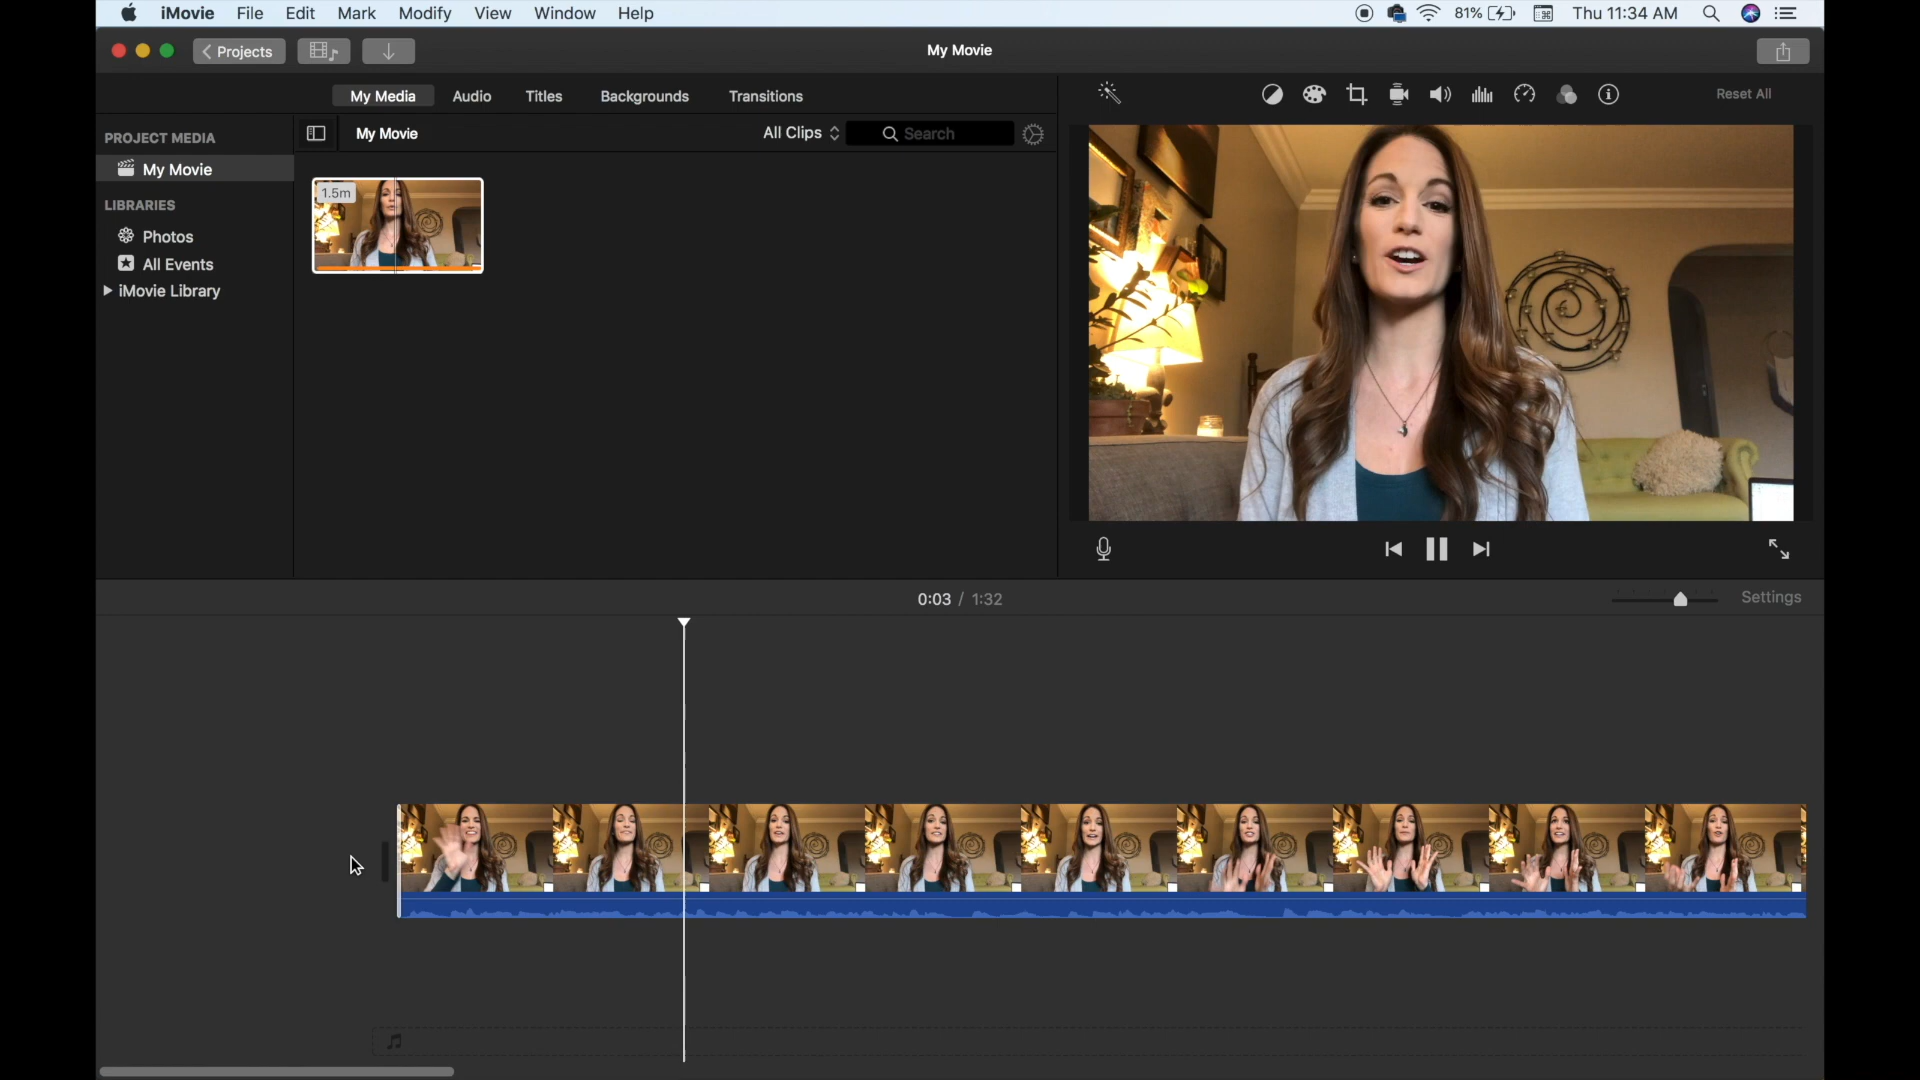 iMovie File Edit Mark Modify View Window Help 81% Thu 11:34 AM
Projects My Movie
My Media Audio Titles Backgrounds Transitions Reset All
PROJECT MEDIA My Movie All Clips Search
My Movie
LIBRARIES
Photos
All Events
iMovie Library
1.5m
0:03 / 1:32 Settings